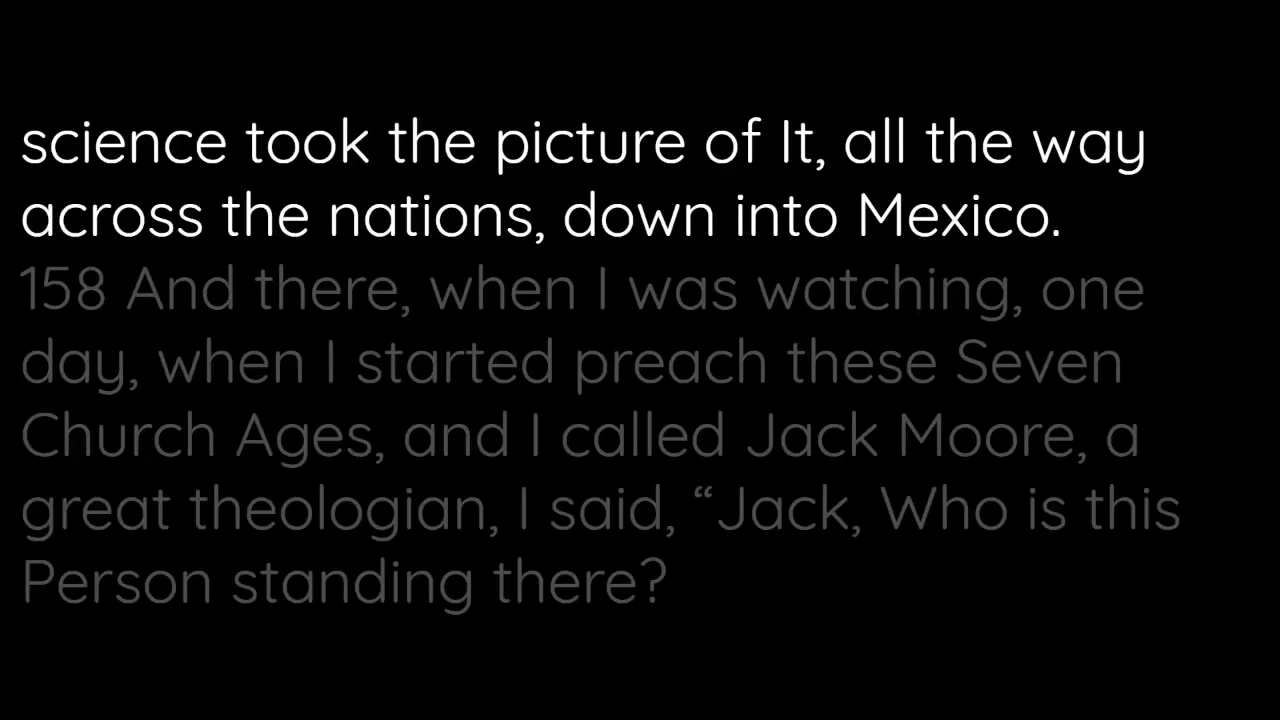 science took the picture of It, all the way
across the nations, down into Mexico.
158 And there, when I was watching, one
day, when I started preach these Seven
Church Ages, and I called Jack Moore, a
great theologian, I said, “Jack, Who is this
Person standing there?